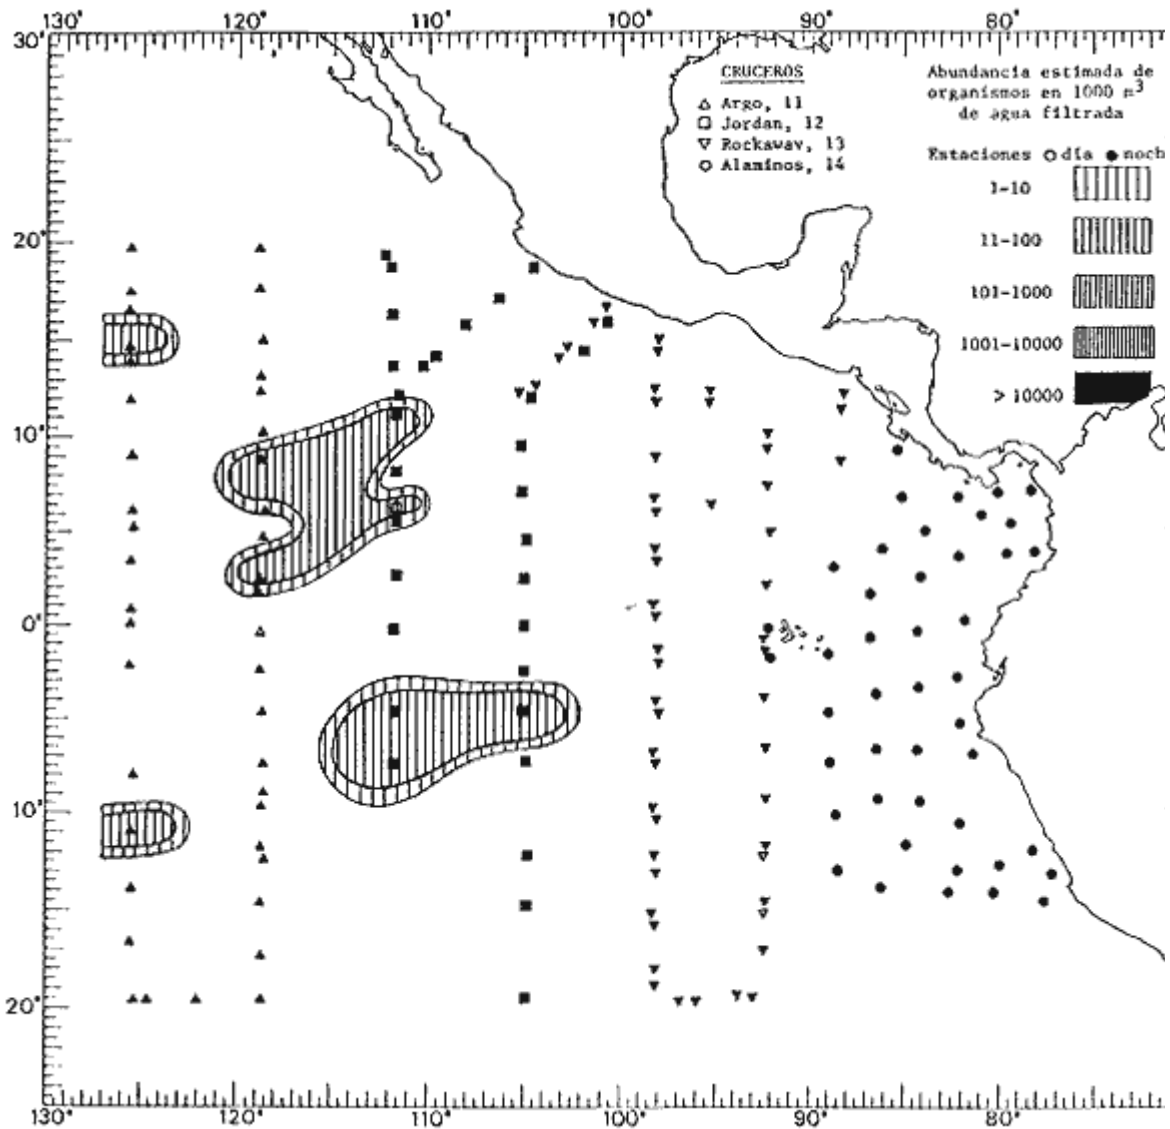 130° 120° 110° 100° 90° 80°
30°
20°
10°
0°
10°
20°
CRUCEROS
△ Argo, 11
□ Jordan, 12
▽ Rockaway, 13
○ Alaminos, 14
Abundancia estimada de
organismos en 1000 m³
de agua filtrada
Estaciones ○ día ● noch
1-10
11-100
101-1000
1001-10000
> 10000
130° 120° 110° 100° 90° 80°